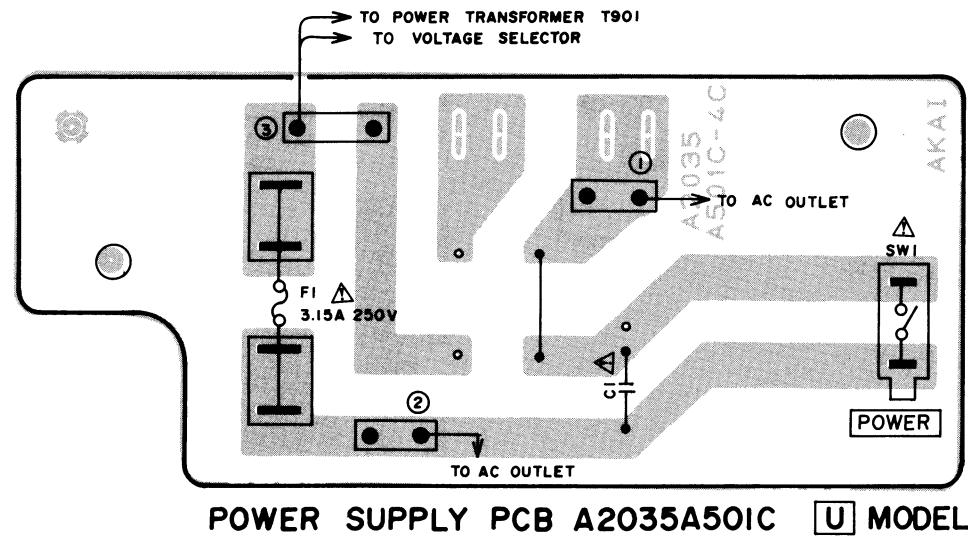 TO POWER TRANSFORMER T901
TO VOLTAGE SELECTOR
3
1
A2035
A501C-4C
AKAI
TO AC OUTLET
SW1
F1
3.15A 250V
C1
2
POWER
TO AC OUTLET
POWER SUPPLY PCB A2035A501C U MODEL